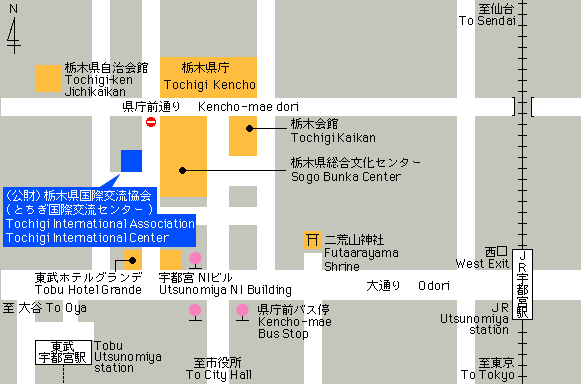 N
至仙台
To Sendai
栃木県自治会館
Tochigi-ken
Jichikaikan
栃木県庁
Tochigi Kencho
県庁前通り Kencho-mae dori
栃木会館
Tochigi Kaikan
栃木県総合文化センター
Sogo Bunka Center
(公財)栃木県国際交流協会
(とちぎ国際交流センター)
Tochigi International Association
Tochigi International Center
二荒山神社
Futaarayama
Shrine
西口
West Exit
JR宇都宮駅
東武ホテルグランデ
Tobu Hotel Grande
宇都宮 NIビル
Utsunomiya NI Building
大通り Odori
至 大谷 To Oya
県庁前バス停
Kencho-mae
Bus Stop
JR
Utsunomiya
station
東武
宇都宮駅
Tobu
Utsunomiya
station
至市役所
To City Hall
至東京
To Tokyo